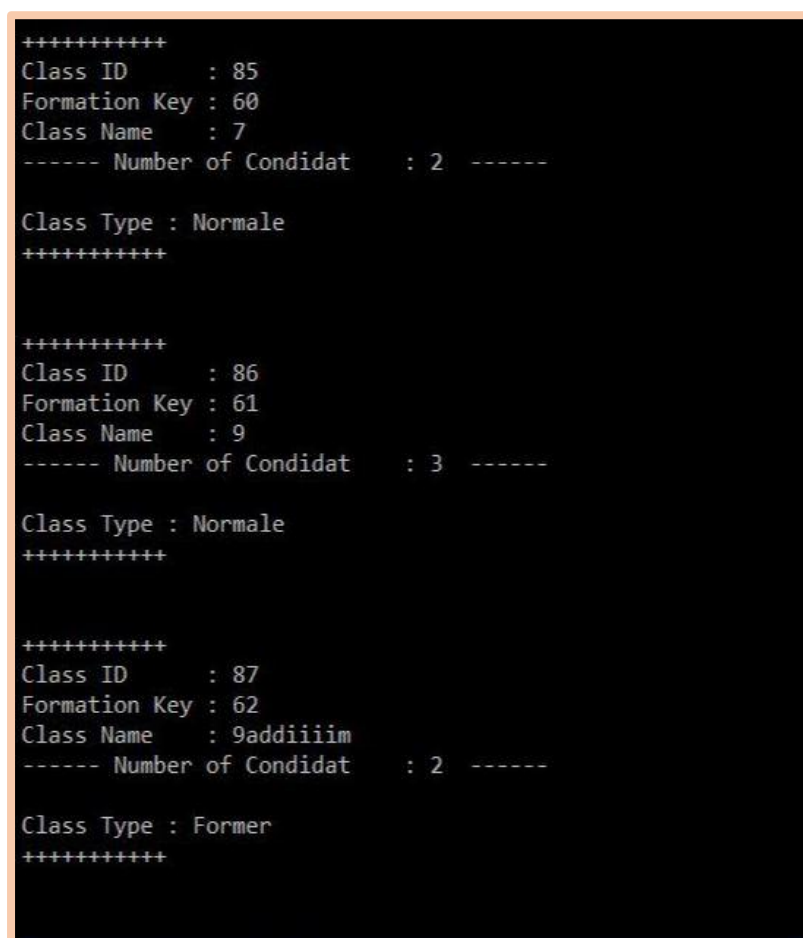 +++++++++++
Class ID : 85
Formation Key : 60
Class Name : 7
------ Number of Condidat : 2 ------
Class Type : Normale
+++++++++++
+++++++++++
Class ID : 86
Formation Key : 61
Class Name : 9
------ Number of Condidat : 3 ------
Class Type : Normale
+++++++++++
+++++++++++
Class ID : 87
Formation Key : 62
Class Name : 9addiiiim
------ Number of Condidat : 2 ------
Class Type : Former
+++++++++++